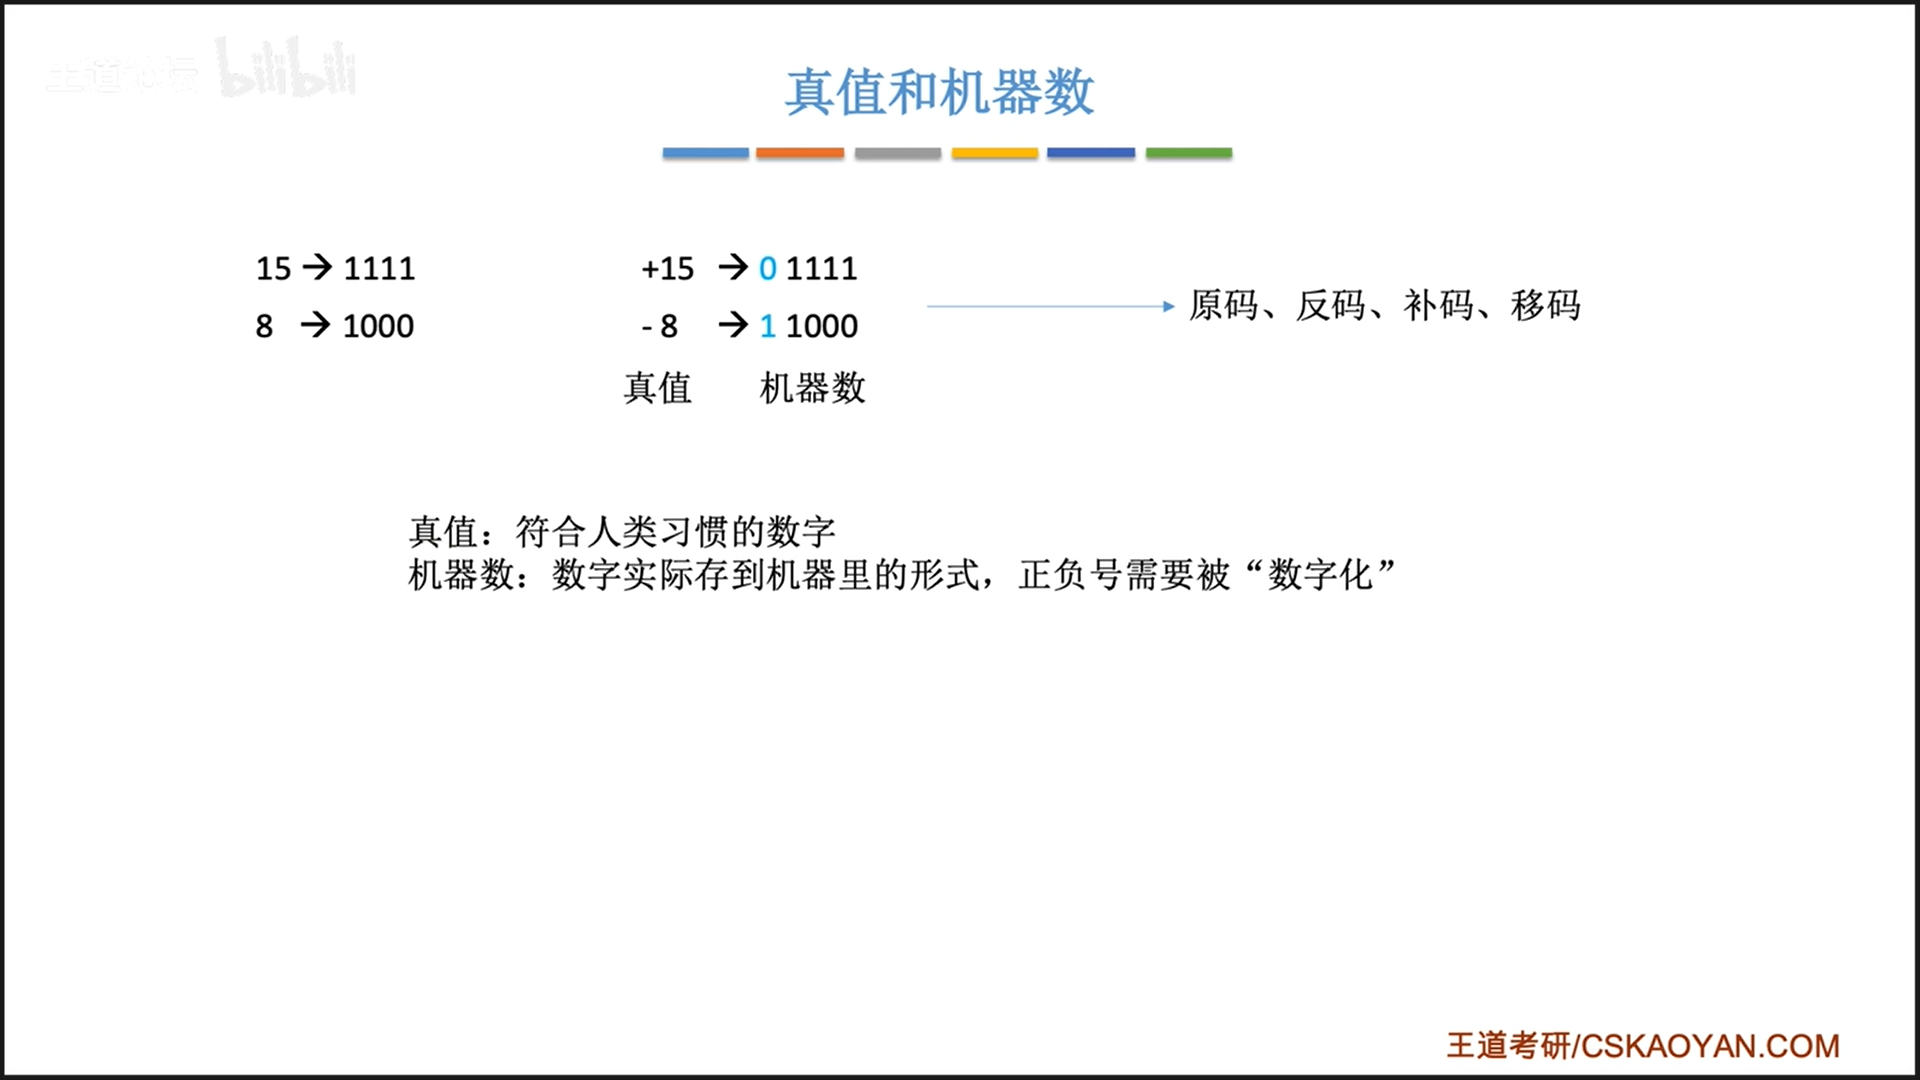 王道论坛 bilibili
真值和机器数
15 → 1111
8 → 1000
+15 → 0 1111
- 8 → 1 1000
真值 机器数
原码、反码、补码、移码
真值：符合人类习惯的数字
机器数：数字实际存到机器里的形式，正负号需要被“数字化”
王道考研/CSKAOYAN.COM